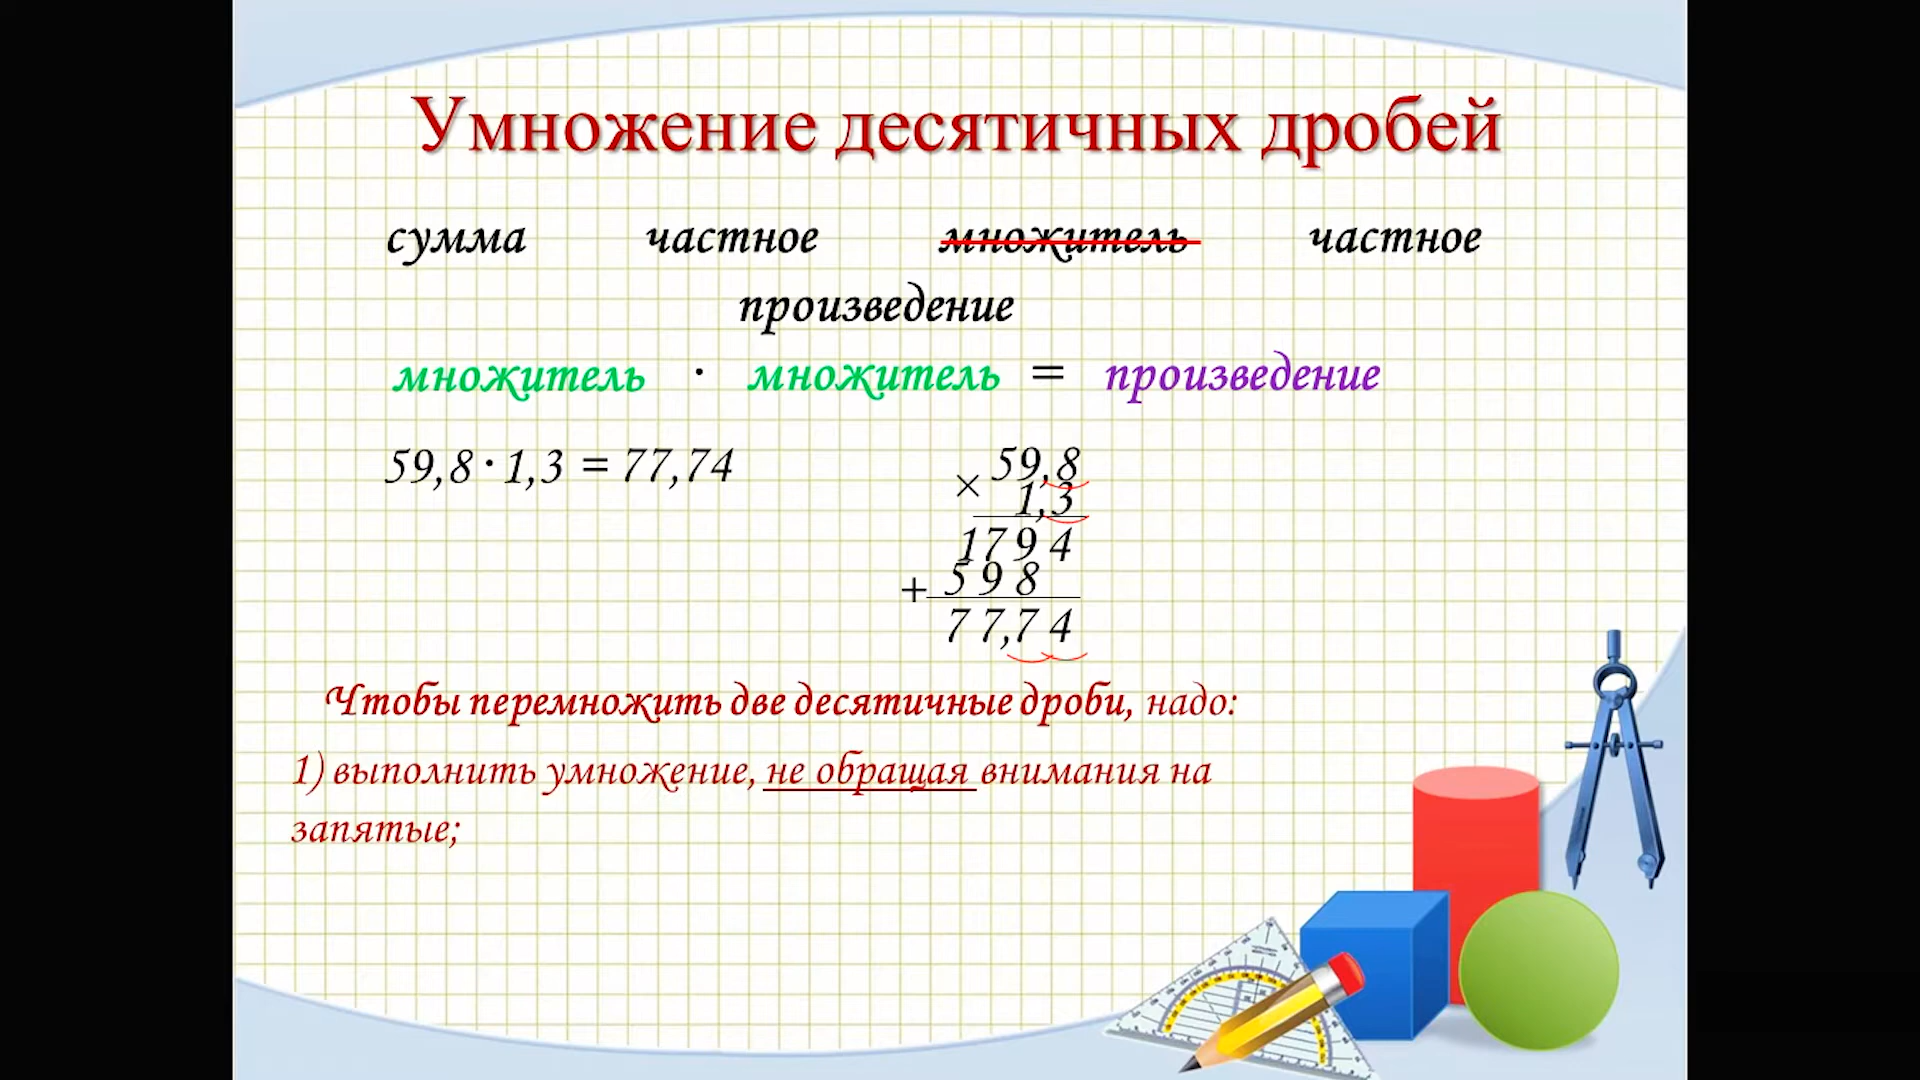 Умножение десятичных дробей
сумма частное множитель частное
произведение
множитель · множитель = произведение
59,8 · 1,3 = 77,74
× 59,8
1,3
1794
+ 598
77,74
Чтобы перемножить две десятичные дроби, надо:
1) выполнить умножение, не обращая внимания на
запятые;